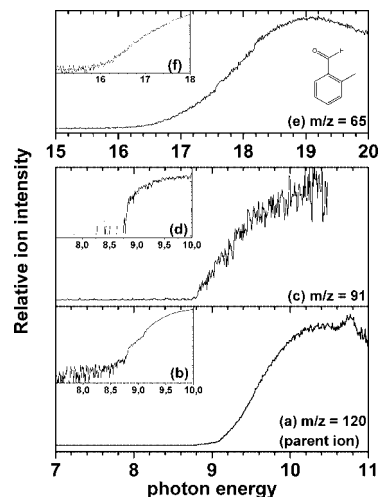 Relative ion intensity
(f)
16 17 18
O
(e) m/z = 65
15 16 17 18 19 20
(d)
8,0 8,5 9,0 9,5 10,0
(c) m/z = 91
(b)
8,0 8,5 9,0 9,5 10,0
(a) m/z = 120
(parent ion)
7 8 9 10 11
photon energy